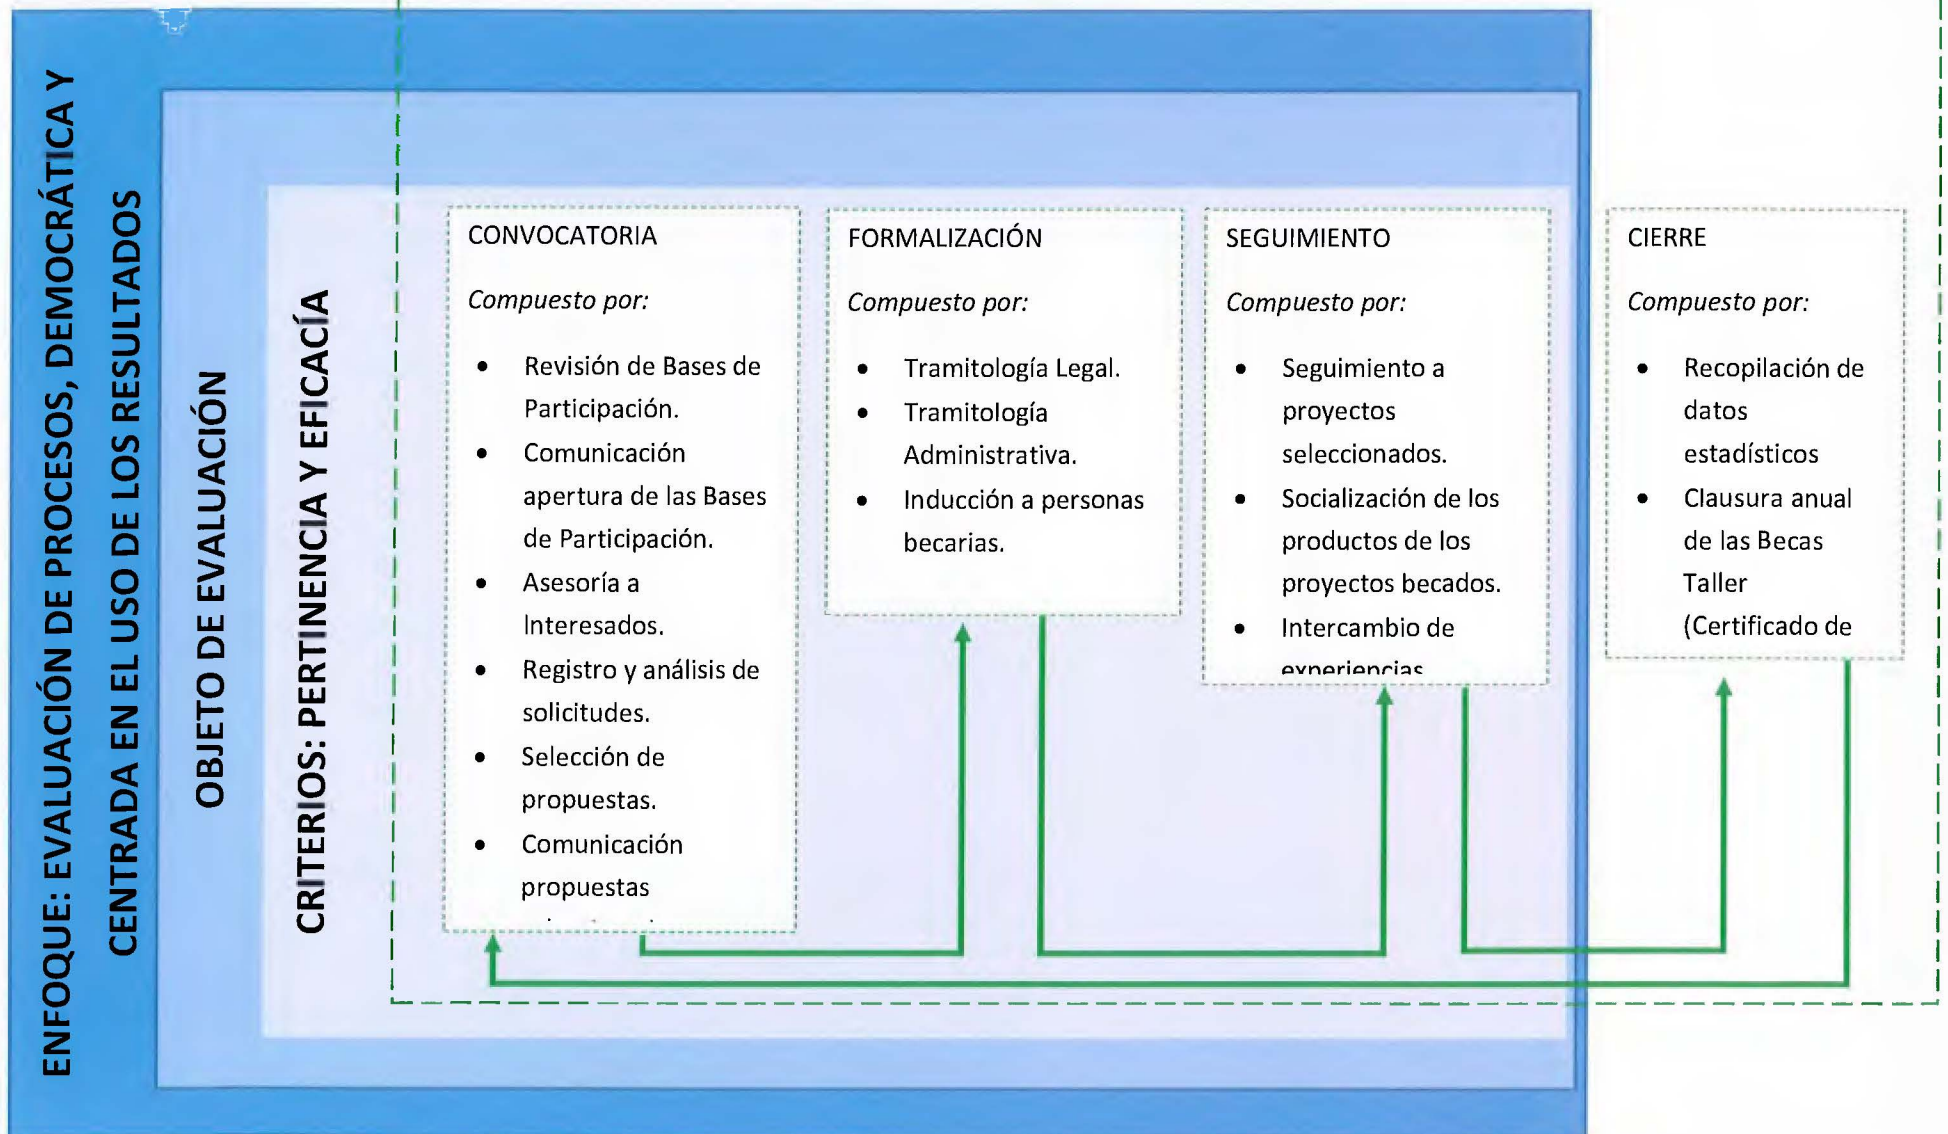 ENFOQUE: EVALUACIÓN DE PROCESOS, DEMOCRÁTICA Y
CENTRADA EN EL USO DE LOS RESULTADOS
OBJETO DE EVALUACIÓN
CRITERIOS: PERTINENCIA Y EFICACÍA
CONVOCATORIA
Compuesto por:
• Revisión de Bases de
Participación.
• Comunicación
apertura de las Bases
de Participación.
• Asesoría a
Interesados.
• Registro y análisis de
solicitudes.
• Selección de
propuestas.
• Comunicación
propuestas
FORMALIZACIÓN
Compuesto por:
• Tramitología Legal.
• Tramitología
Administrativa.
• Inducción a personas
becarias.
SEGUIMIENTO
Compuesto por:
• Seguimiento a
proyectos
seleccionados.
• Socialización de los
productos de los
proyectos becados.
• Intercambio de
experiencias
CIERRE
Compuesto por:
• Recopilación de
datos
estadísticos
• Clausura anual
de las Becas
Taller
(Certificado de